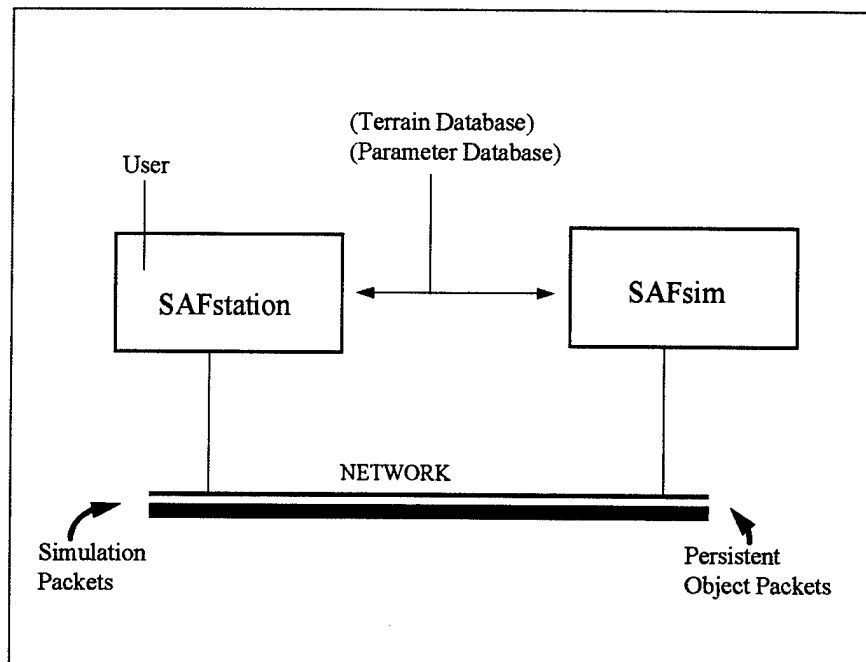 (Terrain Database)
(Parameter Database)
User
SAFstation
SAFsim
NETWORK
Simulation
Packets
Persistent
Object Packets